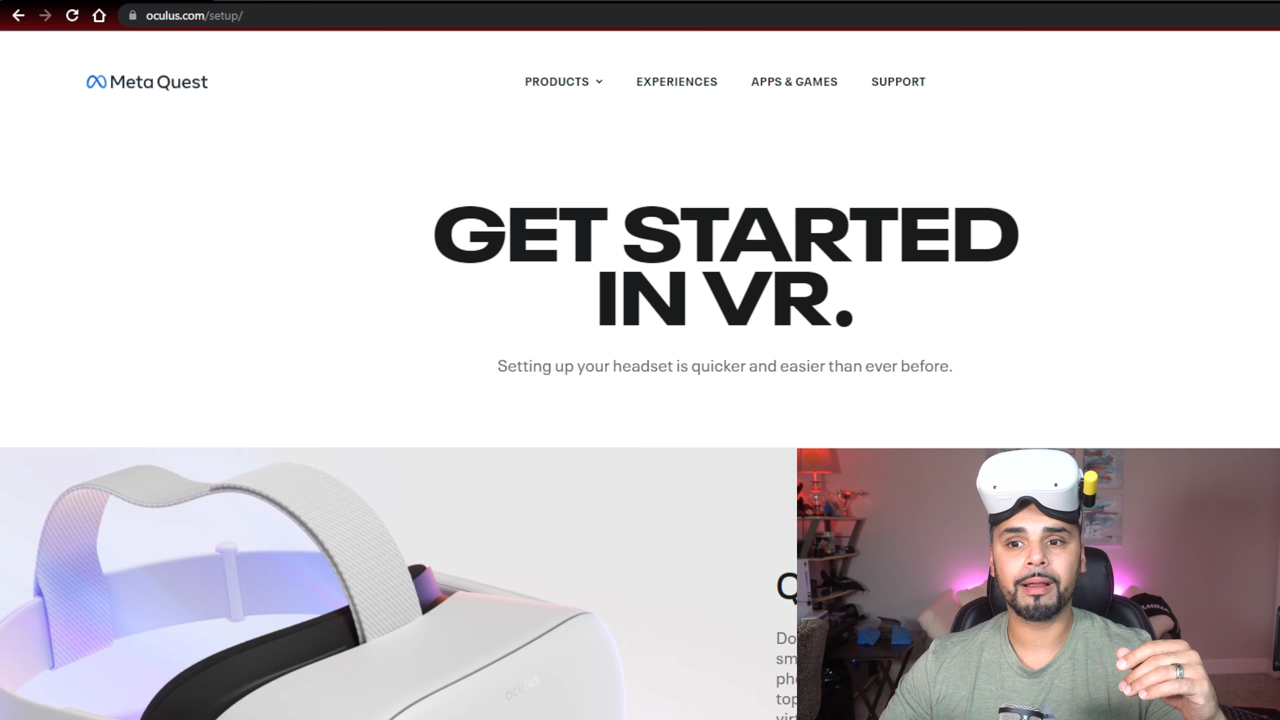 oculus.com/setup/
Meta Quest
PRODUCTS
EXPERIENCES
APPS & GAMES
SUPPORT
GET STARTED
IN VR.
Setting up your headset is quicker and easier than ever before.
oculus